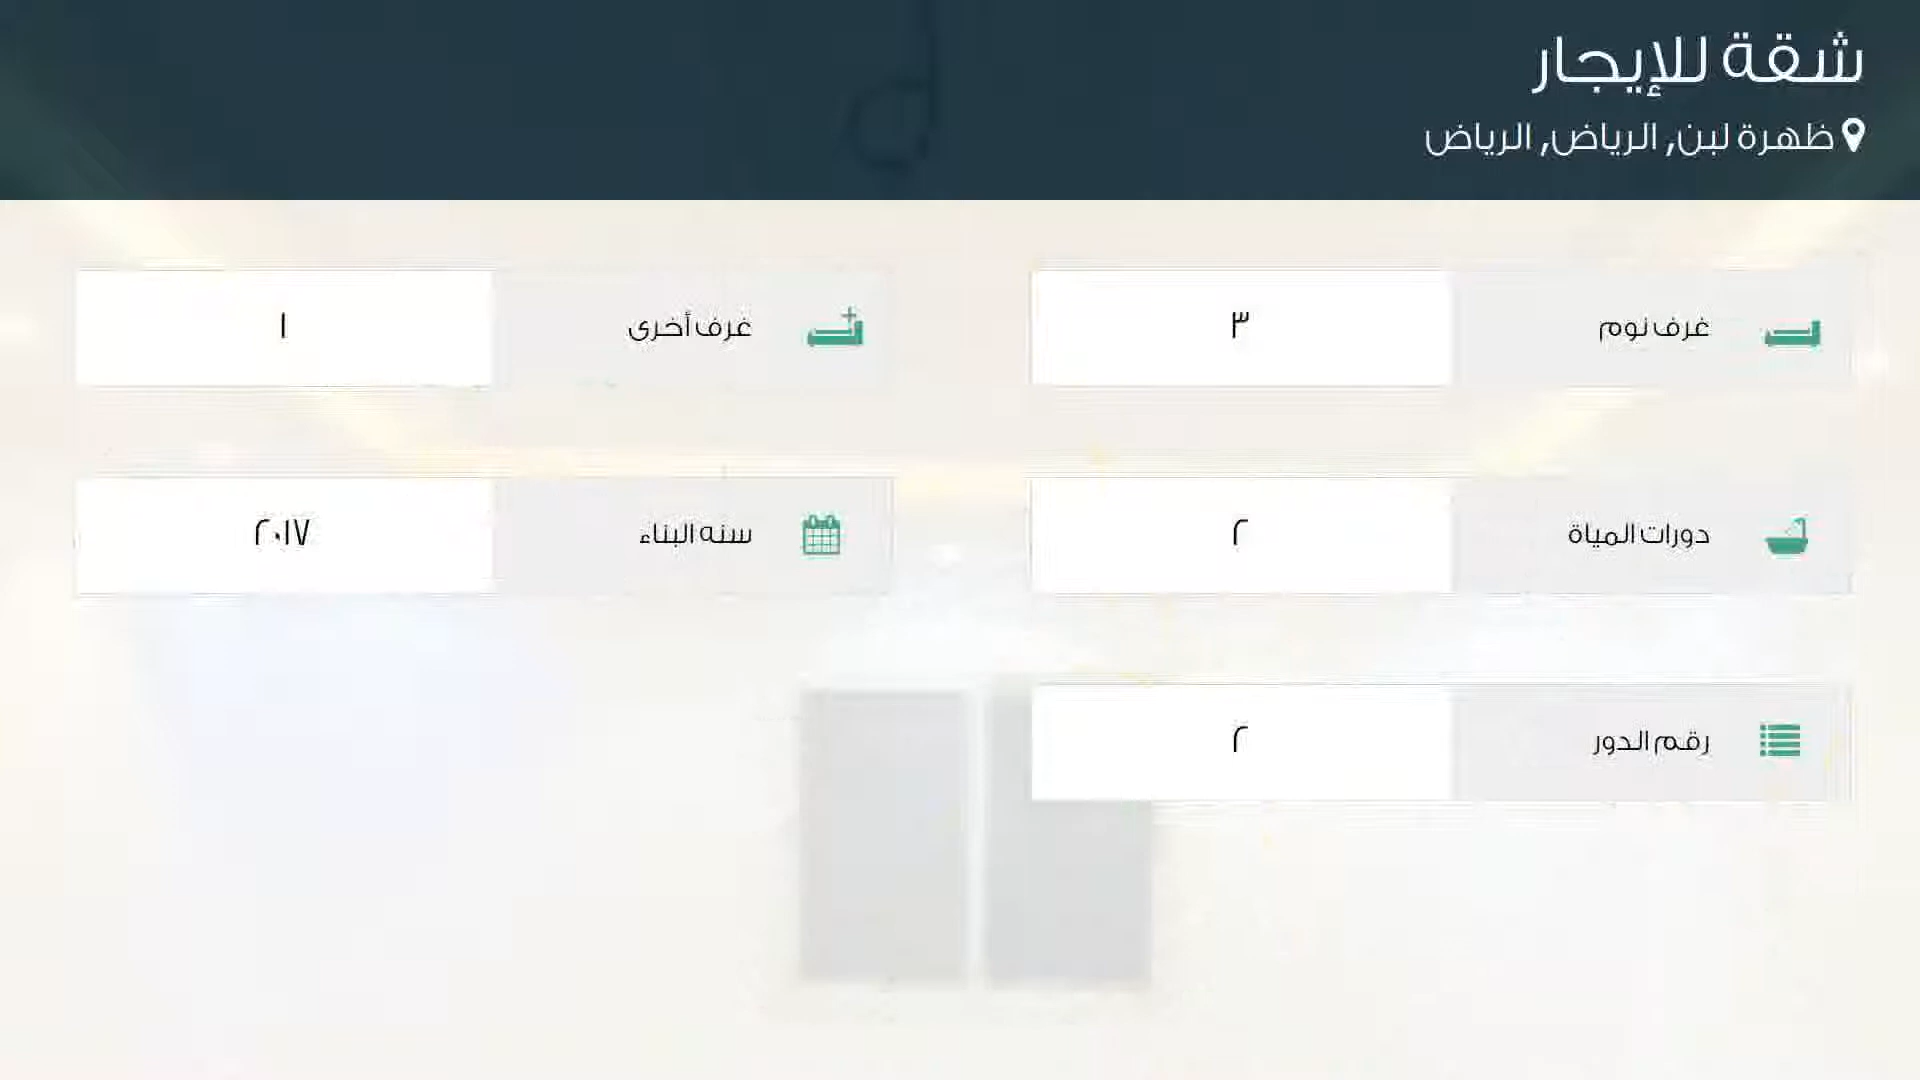 شقة للإيجار
ظهرة لبن, الرياض, الرياض
غرف نوم ٣
غرف أخرى ١
دورات المياة ٢
سنه البناء ٢٠١٧
رقم الدور ٢